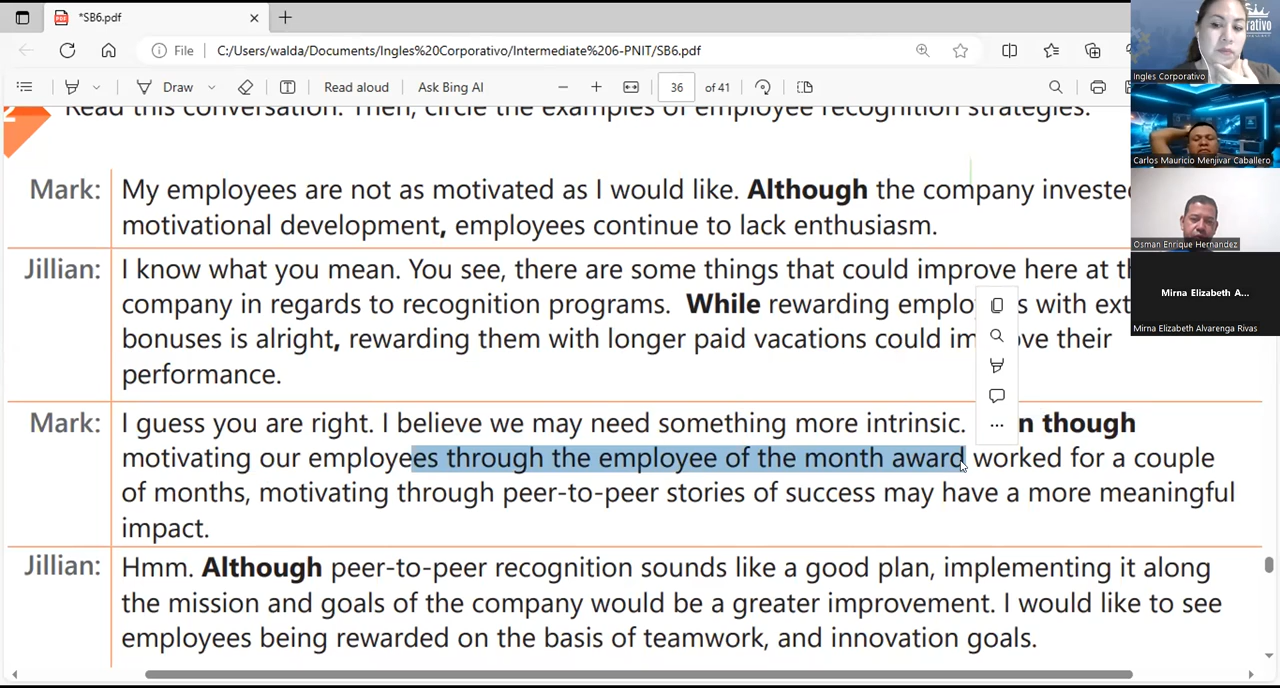 *SB6.pdf
File C:/Users/walda/Documents/Ingles%20Corporativo/Intermediate%206-PNIT/SB6.pdf
Draw Read aloud Ask Bing AI 36 of 41
Read this conversation. Then, circle the examples of employee recognition strategies.
Mark: My employees are not as motivated as I would like. Although the company invested
motivational development, employees continue to lack enthusiasm.
Jillian: I know what you mean. You see, there are some things that could improve here at
company in regards to recognition programs. While rewarding with
bonuses is alright, rewarding them with longer paid vacations could their
performance.
Mark: I guess you are right. I believe we may need something more intrinsic. though
motivating our employees through the employee of the month award worked for a couple
of months, motivating through peer-to-peer stories of success may have a more meaningful
impact.
Jillian: Hmm. Although peer-to-peer recognition sounds like a good plan, implementing it along
the mission and goals of the company would be a greater improvement. I would like to see
employees being rewarded on the basis of teamwork, and innovation goals.
Ingles Corporativo
Carlos Mauricio Menjivar Caballero
Osman Enrique Hernandez
Mirna Elizabeth A...
Mirna Elizabeth Alvarenga Rivas